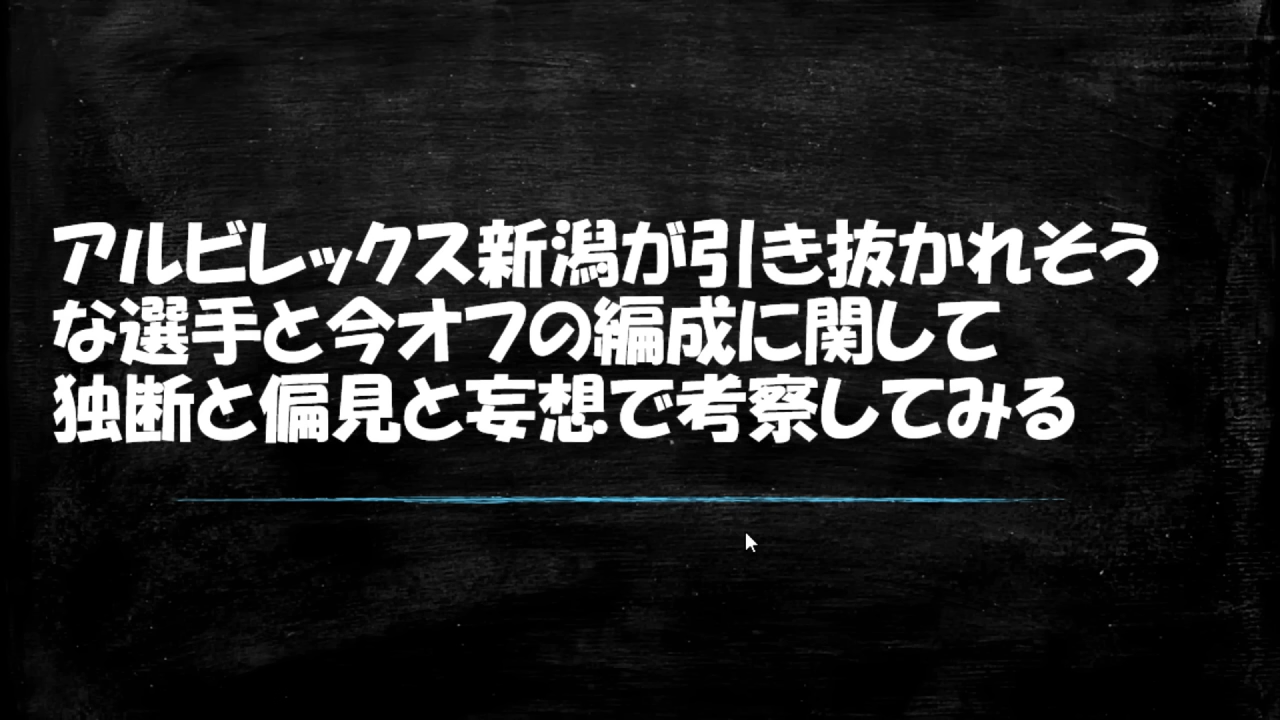 アルビレックス新潟が引き抜かれそう
な選手と今オフの編成に関して
独断と偏見と妄想で考察してみる